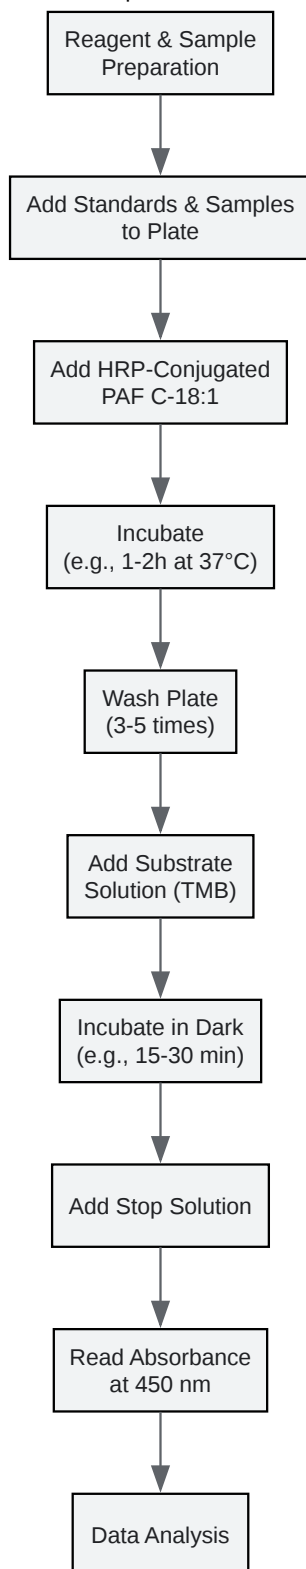 Reagent & Sample
Preparation
Add Standards & Samples
to Plate
Add HRP-Conjugated
PAF C-18:1
Incubate
(e.g., 1-2h at 37°C)
Wash Plate
(3-5 times)
Add Substrate
Solution (TMB)
Incubate in Dark
(e.g., 15-30 min)
Add Stop Solution
Read Absorbance
at 450 nm
Data Analysis